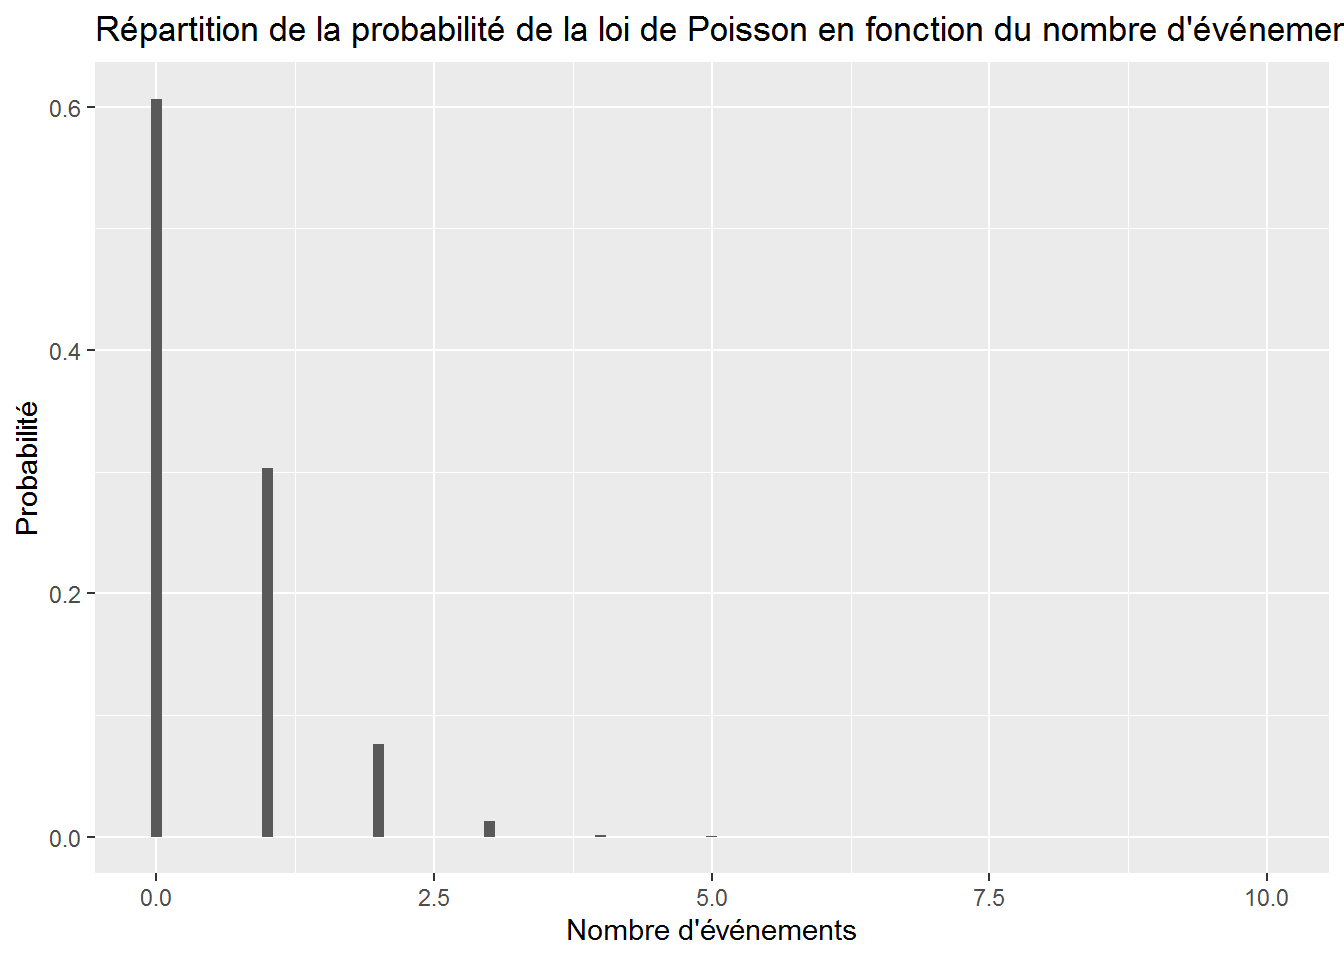 Répartition de la probabilité de la loi de Poisson en fonction du nombre
0.6
0.4
0.2
0.0
Probabilité
0.0 2.5 5.0 7.5 10.0
Nombre d'événements